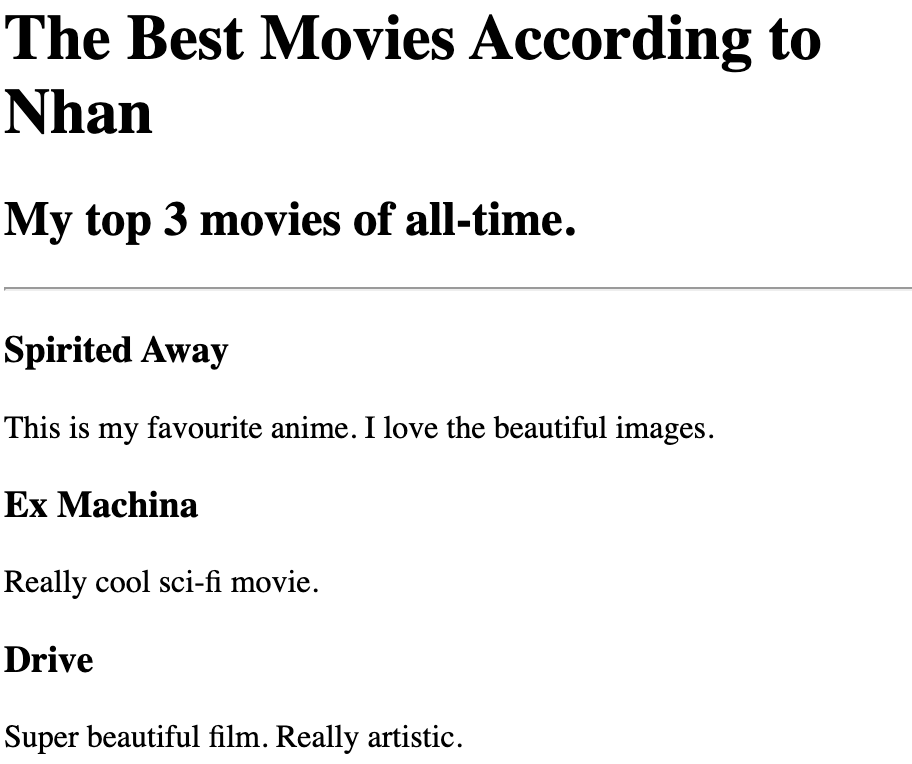 The Best Movies According to
Nhan
My top 3 movies of all-time.
Spirited Away
This is my favourite anime. I love the beautiful images.
Ex Machina
Really cool sci-fi movie.
Drive
Super beautiful film. Really artistic.